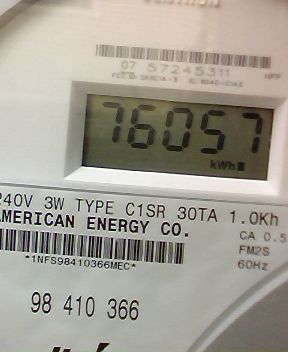 07 57245311
76057
kWh
240V 3W TYPE C1SR 30TA 1.0Kh
AMERICAN ENERGY CO.
CA 0.5
FM2S
60Hz
*1NFS98410366MEC*
98 410 366